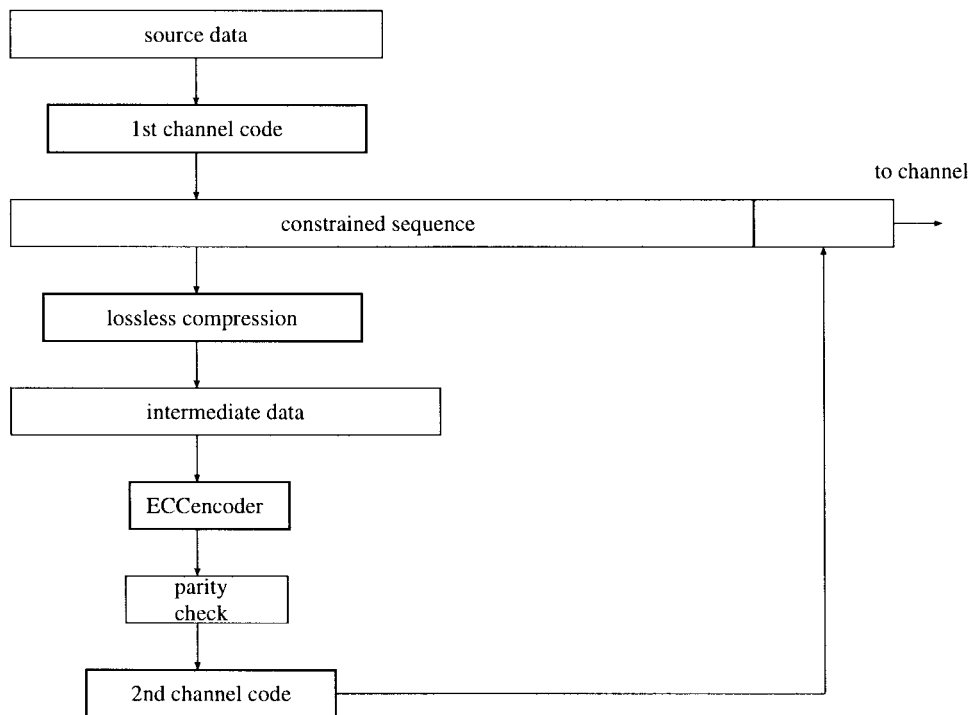 source data
1st channel code
to channel
constrained sequence
lossless compression
intermediate data
ECCencoder
parity
check
2nd channel code